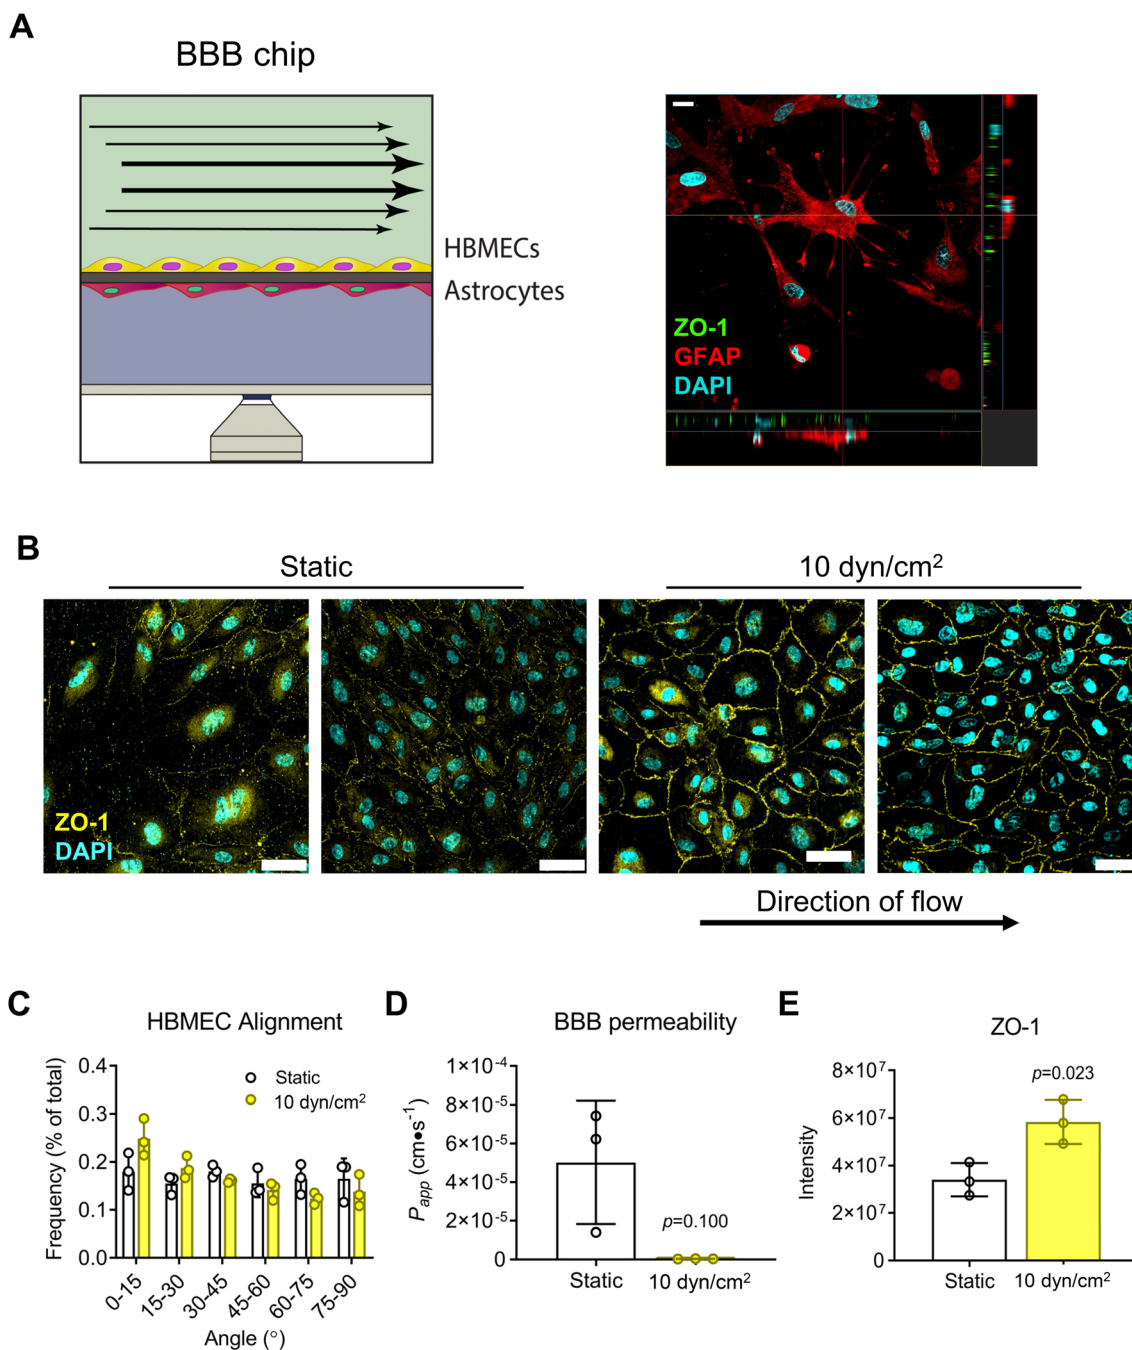 A
BBB chip
HBMECs
Astrocytes
ZO-1
GFAP
DAPI
B
Static
10 dyn/cm²
ZO-1
DAPI
Direction of flow
C
HBMEC Alignment
Frequency (% of total)
0.4
0.3
0.2
0.1
0.0
Static
10 dyn/cm²
0-15
15-30
30-45
45-60
60-75
75-90
Angle (°)
D
BBB permeability
P_app (cm•s⁻¹)
1×10⁻⁴
8×10⁻⁵
6×10⁻⁵
4×10⁻⁵
2×10⁻⁵
0
p=0.100
Static
10 dyn/cm²
E
ZO-1
Intensity
8×10⁷
6×10⁷
4×10⁷
2×10⁷
0
p=0.023
Static
10 dyn/cm²